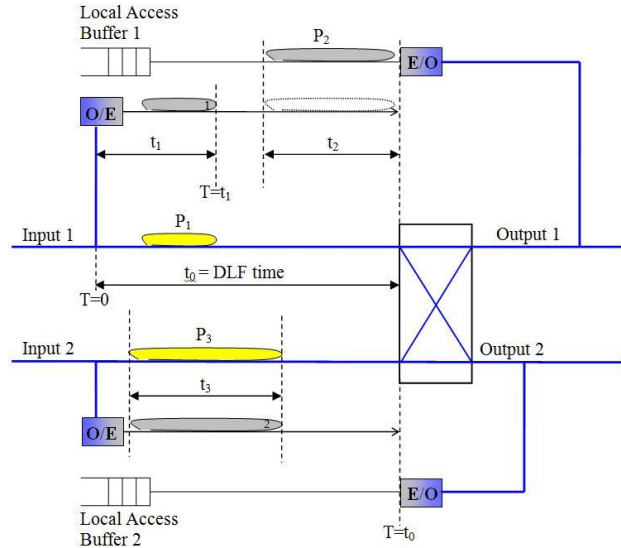 Local Access
Buffer 1
P2
E/O
O/E
1
t1
t2
T=t1
P1
Input 1
Output 1
t0 = DLF time
T=0
P3
Input 2
Output 2
t3
O/E
2
E/O
Local Access
Buffer 2
T=t0